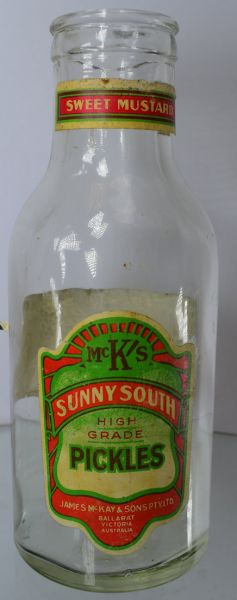 SWEET MUSTARD
McK's
SUNNY SOUTH
HIGH
GRADE
PICKLES
JAMES McKAY & SONS PTY. LTD.
BALLARAT
VICTORIA
AUSTRALIA